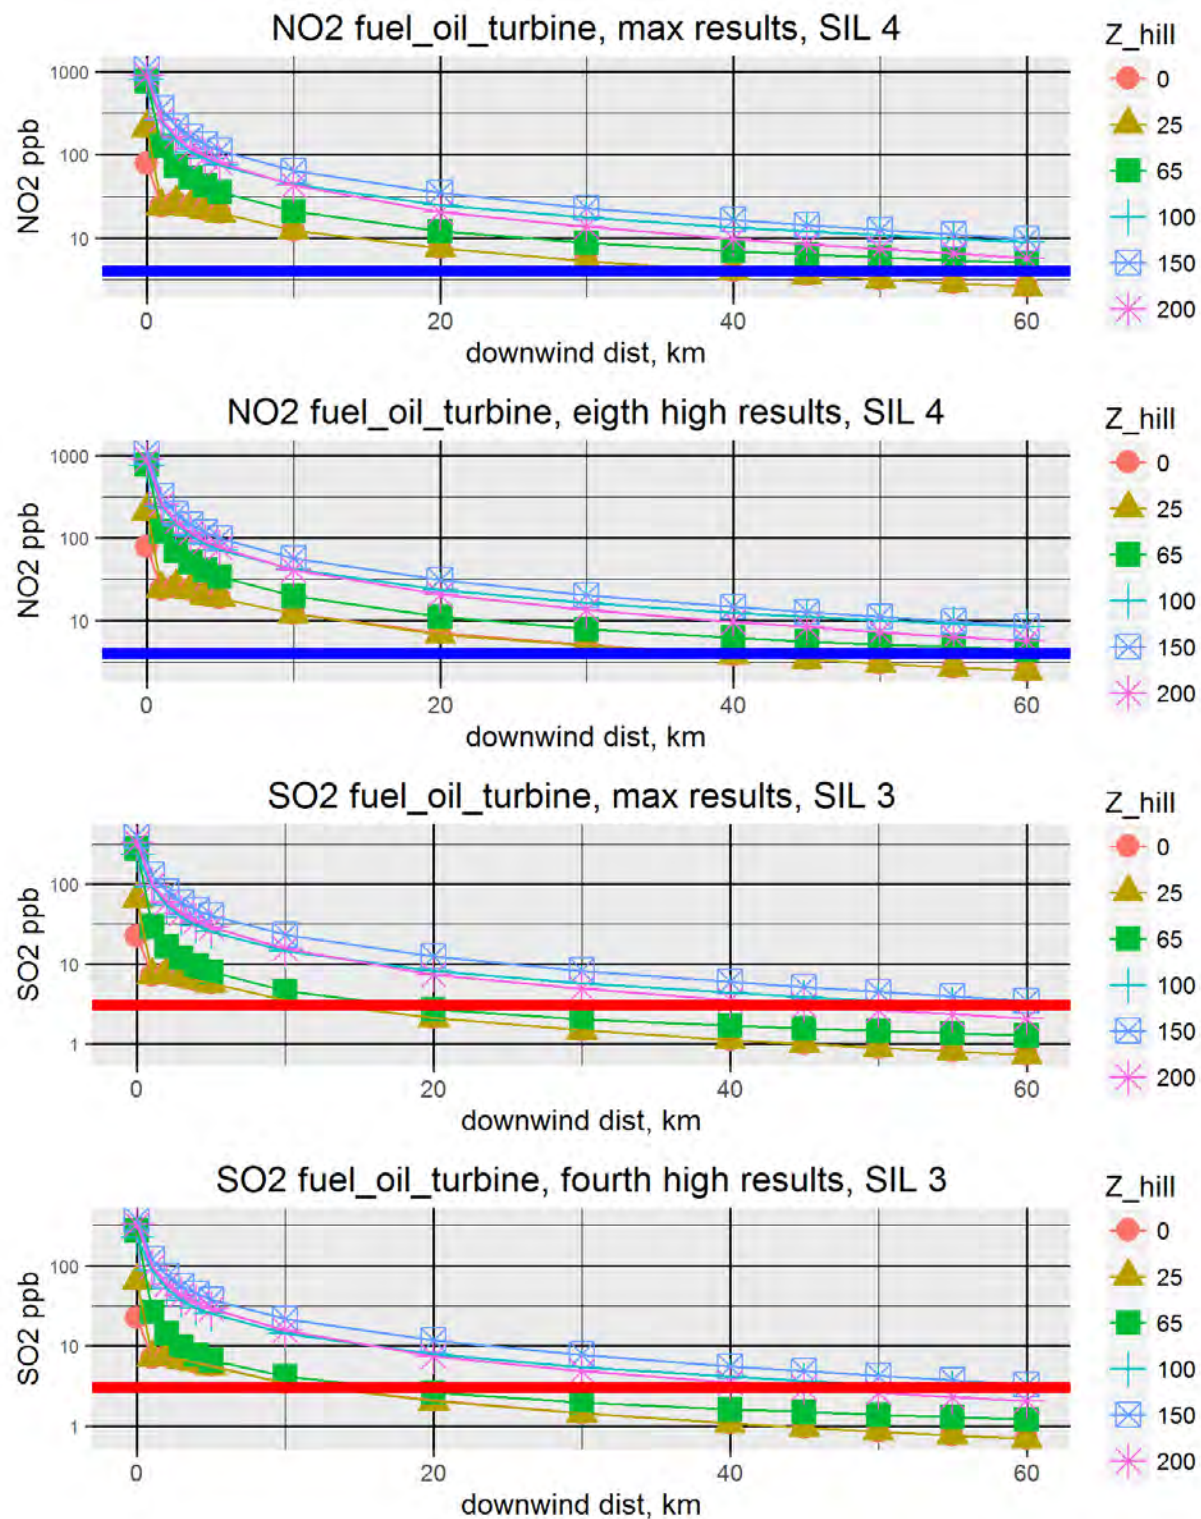 NO2 fuel_oil_turbine, max results, SIL 4
NO2 ppb
1000
100
10
0 20 40 60
downwind dist, km
Z_hill
0
25
65
100
150
200
NO2 fuel_oil_turbine, eigth high results, SIL 4
NO2 ppb
1000
100
10
0 20 40 60
downwind dist, km
Z_hill
0
25
65
100
150
200
SO2 fuel_oil_turbine, max results, SIL 3
SO2 ppb
100
10
1
0 20 40 60
downwind dist, km
Z_hill
0
25
65
100
150
200
SO2 fuel_oil_turbine, fourth high results, SIL 3
SO2 ppb
100
10
1
0 20 40 60
downwind dist, km
Z_hill
0
25
65
100
150
200